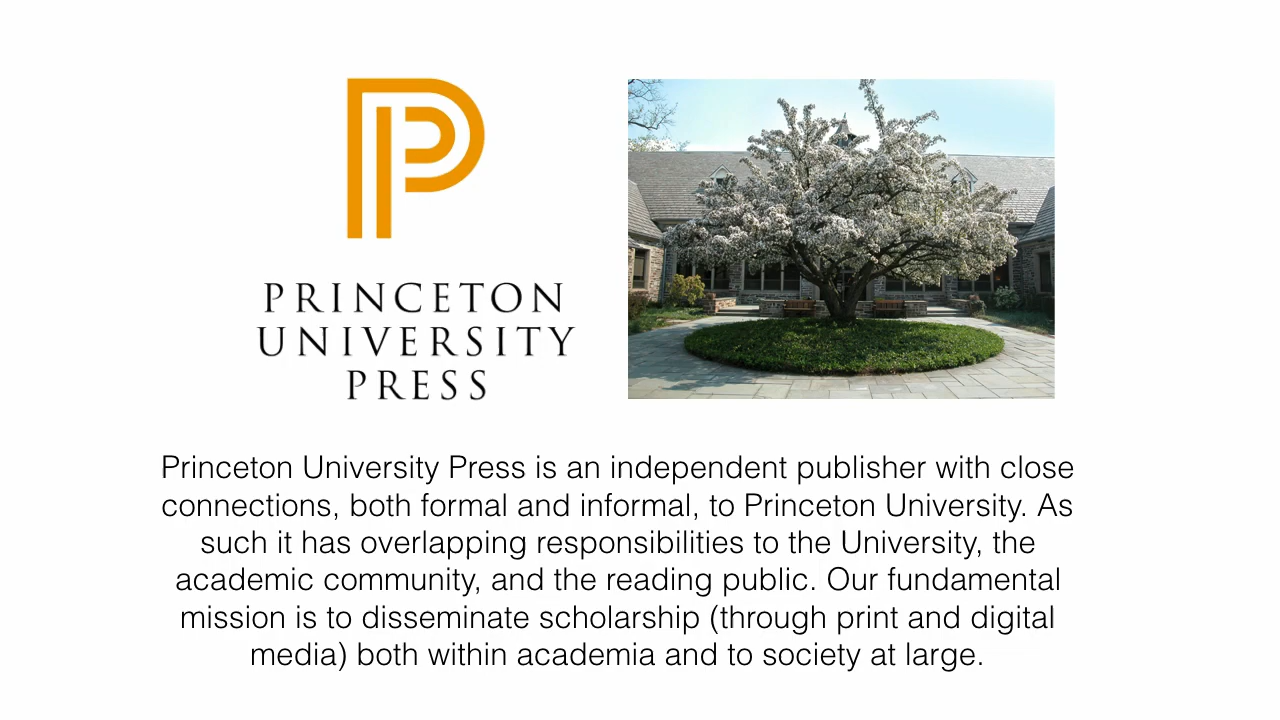 PRINCETON
UNIVERSITY
PRESS
Princeton University Press is an independent publisher with close
connections, both formal and informal, to Princeton University. As
such it has overlapping responsibilities to the University, the
academic community, and the reading public. Our fundamental
mission is to disseminate scholarship (through print and digital
media) both within academia and to society at large.